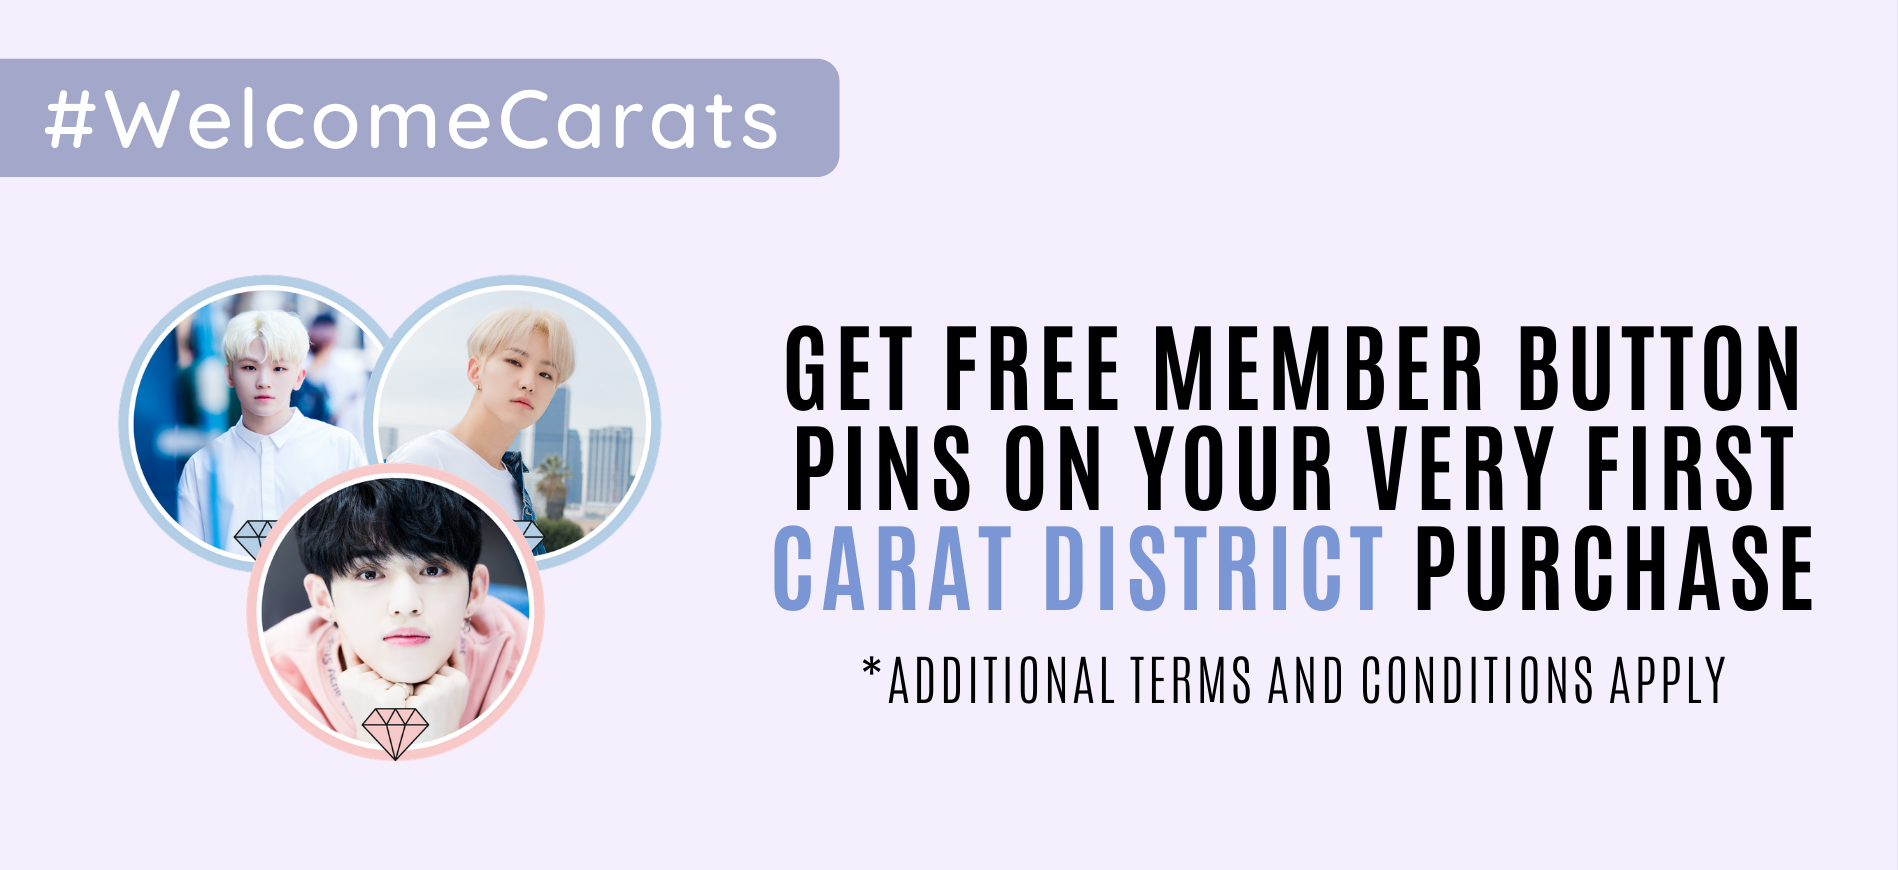 #WelcomeCarats
GET FREE MEMBER BUTTON
PINS ON YOUR VERY FIRST
CARAT DISTRICT PURCHASE
*ADDITIONAL TERMS AND CONDITIONS APPLY